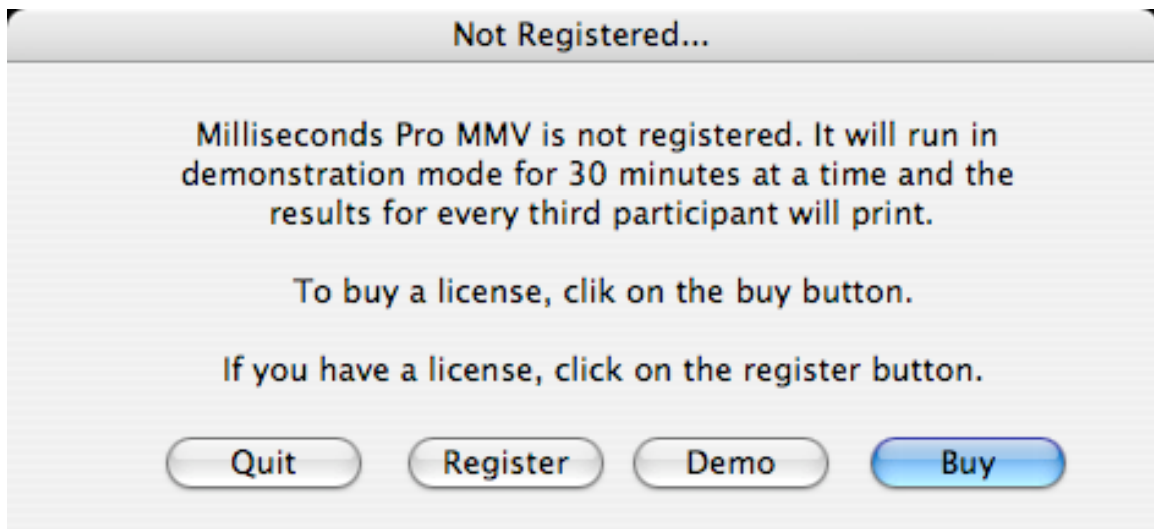 Not Registered...
Milliseconds Pro MMV is not registered. It will run in
demonstration mode for 30 minutes at a time and the
results for every third participant will print.
To buy a license, clik on the buy button.
If you have a license, click on the register button.
Quit Register Demo Buy